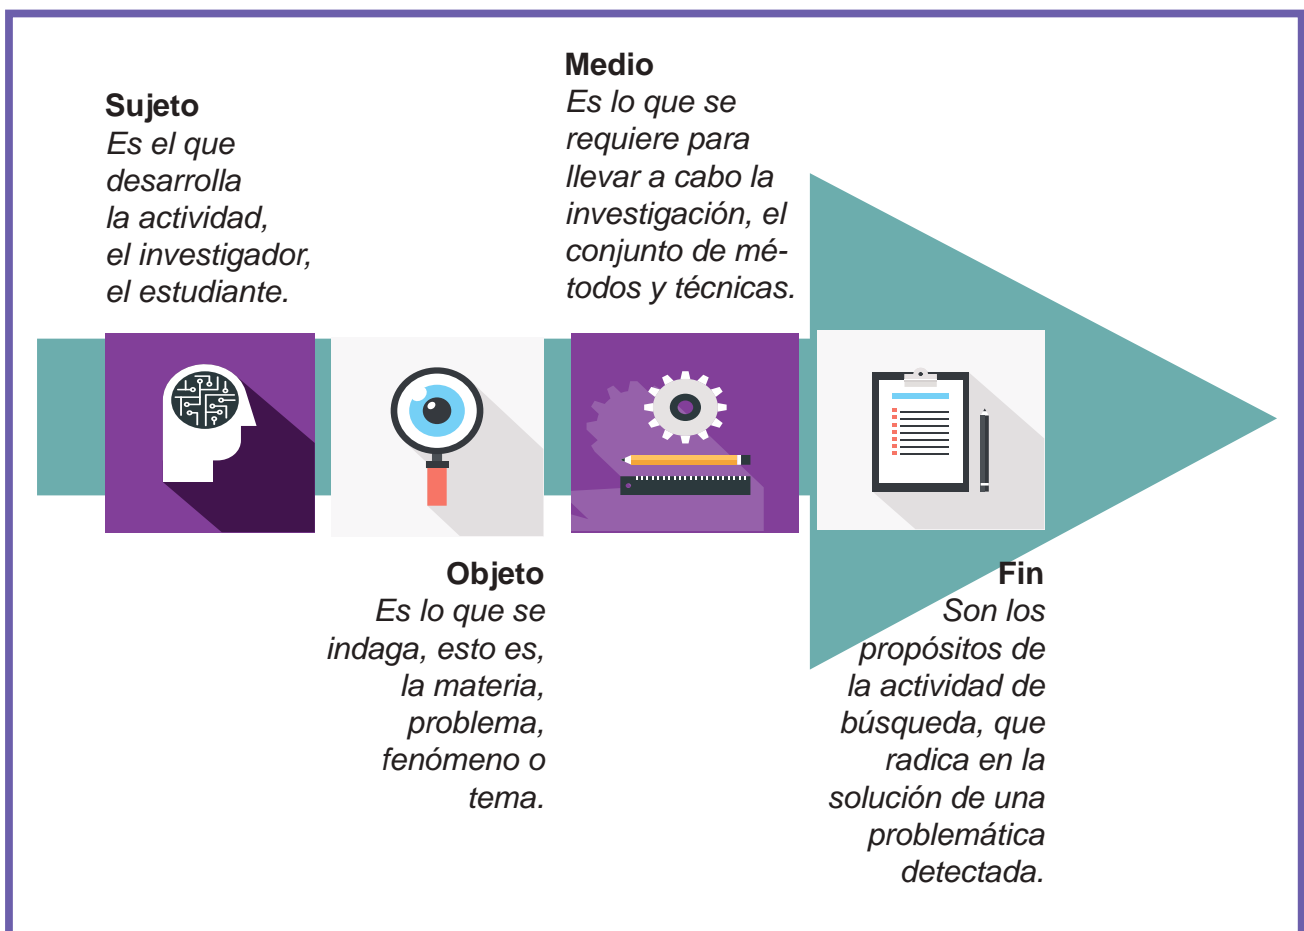 Sujeto
Es el que
desarrolla
la actividad,
el investigador,
el estudiante.
Objeto
Es lo que se
indaga, esto es,
la materia,
problema,
fenómeno o
tema.
Medio
Es lo que se
requiere para
llevar a cabo la
investigación, el
conjunto de mé-
todos y técnicas.
Fin
Son los
propósitos de
la actividad de
búsqueda, que
radica en la
solución de una
problemática
detectada.